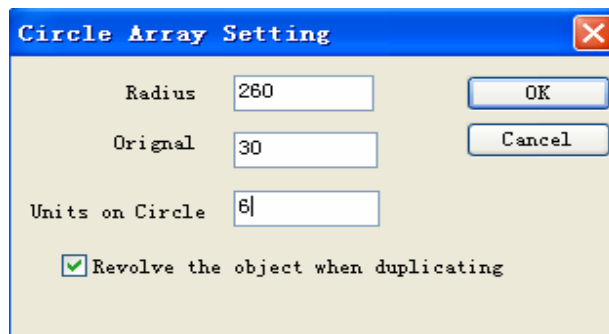 Circle Array Setting
Radius 260 OK
Orignal 30 Cancel
Units on Circle 6
Revolve the object when duplicating